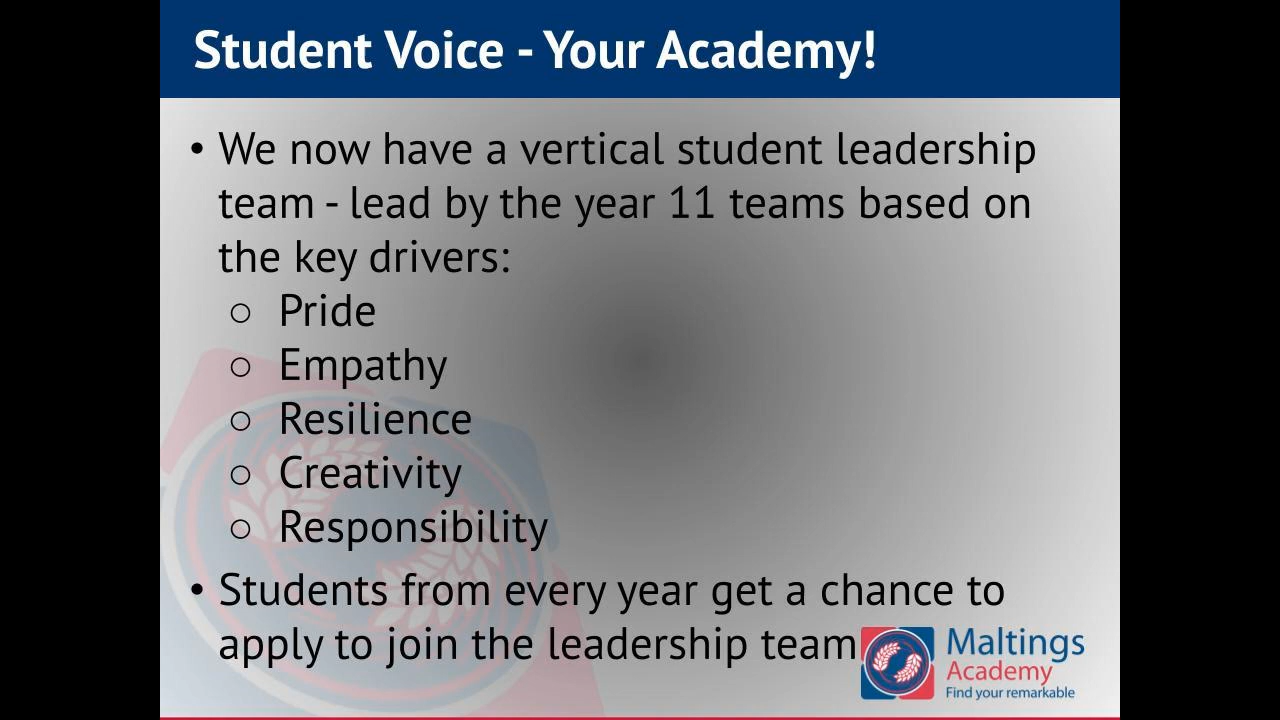 Student Voice - Your Academy!
• We now have a vertical student leadership
team - lead by the year 11 teams based on
the key drivers:
○ Pride
○ Empathy
○ Resilience
○ Creativity
○ Responsibility
• Students from every year get a chance to
apply to join the leadership team
Maltings
Academy
Find your remarkable